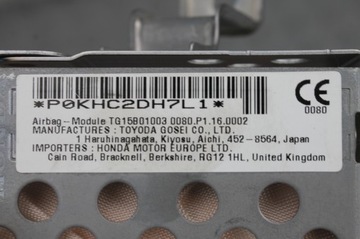 *P0KHC2DH7L1*
CE
0080
Airbag-Module TG15B01003 0080.P1.16.0002
MANUFACTURES : TOYODA GOSEI CO., LTD.
1 Haruhinagahata, Kiyosu, Aichi, 452-8564, Japan
IMPORTERS : HONDA MOTOR EUROPE LTD.
Cain Road, Bracknell, Berkshire, RG12 1HL, United Kingdom